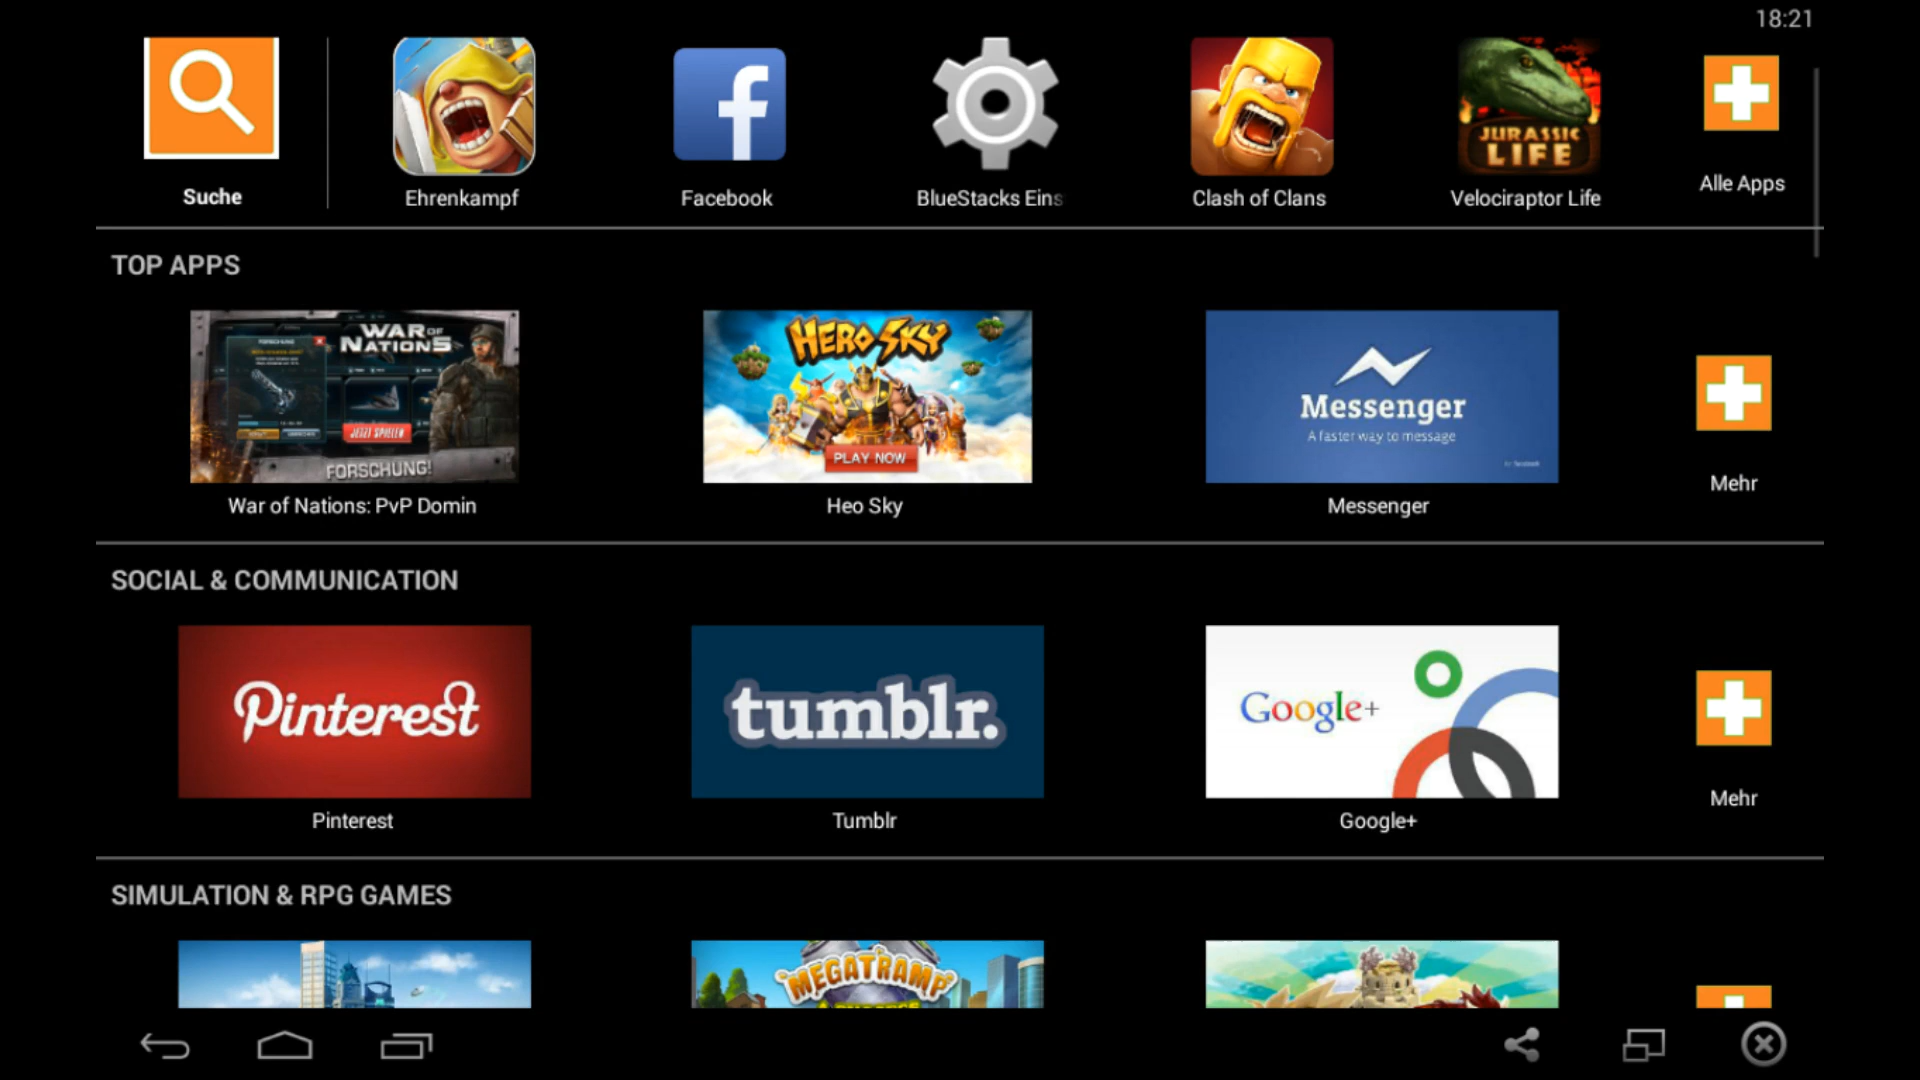 18:21
JURASSIC
LIFE
Suche
Ehrenkampf
Facebook
BlueStacks Eins
Clash of Clans
Velociraptor Life
Alle Apps
TOP APPS
FORSCHUNG
WAR OF
NATIONS
JETZT SPIELEN
FORSCHUNG!
HERO SKY
PLAY NOW
Messenger
A faster way to message
War of Nations: PvP Domin
Heo Sky
Messenger
Mehr
SOCIAL & COMMUNICATION
Pinterest
tumblr.
Google+
Pinterest
Tumblr
Google+
Mehr
SIMULATION & RPG GAMES
MEGATRAMP